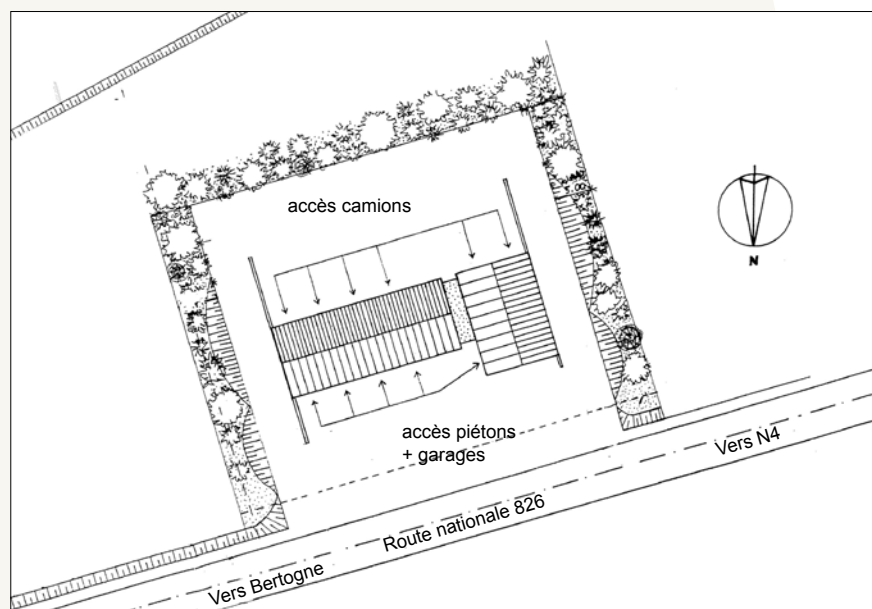 accès camions
N
accès piétons
+ garages
Vers N4
Route nationale 826
Vers Bertogne